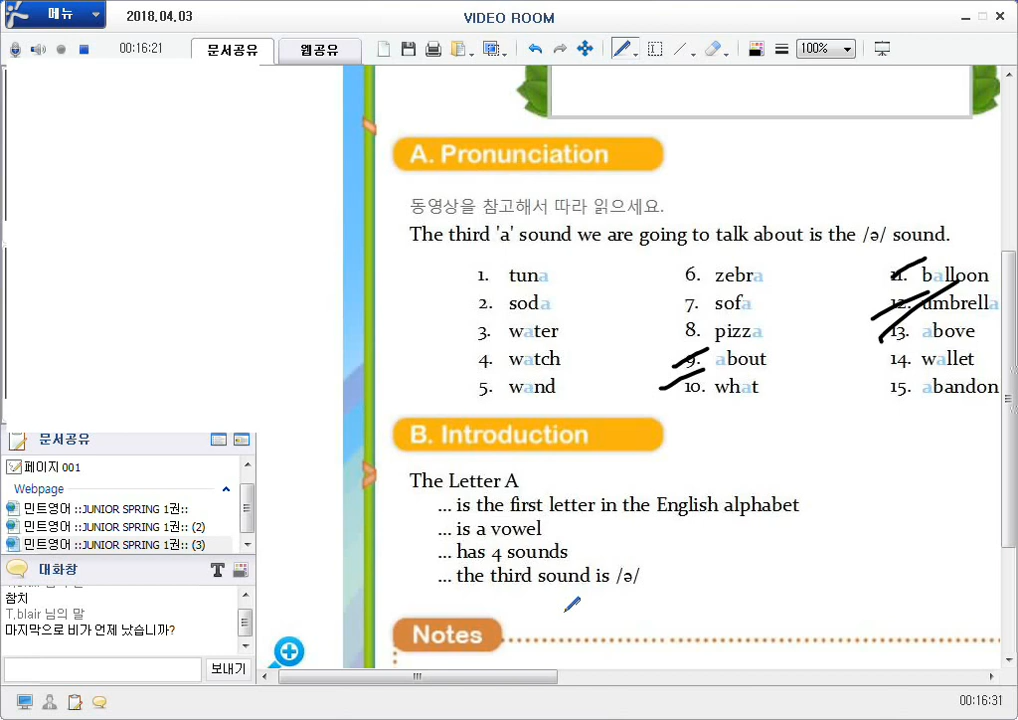 메뉴
2018.04.03
VIDEO ROOM
00:16:21
문서공유
웹공유
100%
A. Pronunciation
동영상을 참고해서 따라 읽으세요.
The third 'a' sound we are going to talk about is the /ə/ sound.
1. tuna
2. soda
3. water
4. watch
5. wand
6. zebra
7. sofa
8. pizza
9. about
10. what
11. balloon
12. umbrella
13. above
14. wallet
15. abandon
B. Introduction
The Letter A
... is the first letter in the English alphabet
... is a vowel
... has 4 sounds
... the third sound is /ə/
Notes
문서공유
페이지 001
Webpage
민트영어 ::JUNIOR SPRING 1권::
민트영어 ::JUNIOR SPRING 1권:: (2)
민트영어 ::JUNIOR SPRING 1권:: (3)
대화창
T
참치
T,blair 님의 말
마지막으로 비가 언제 났습니까?
보내기
00:16:31